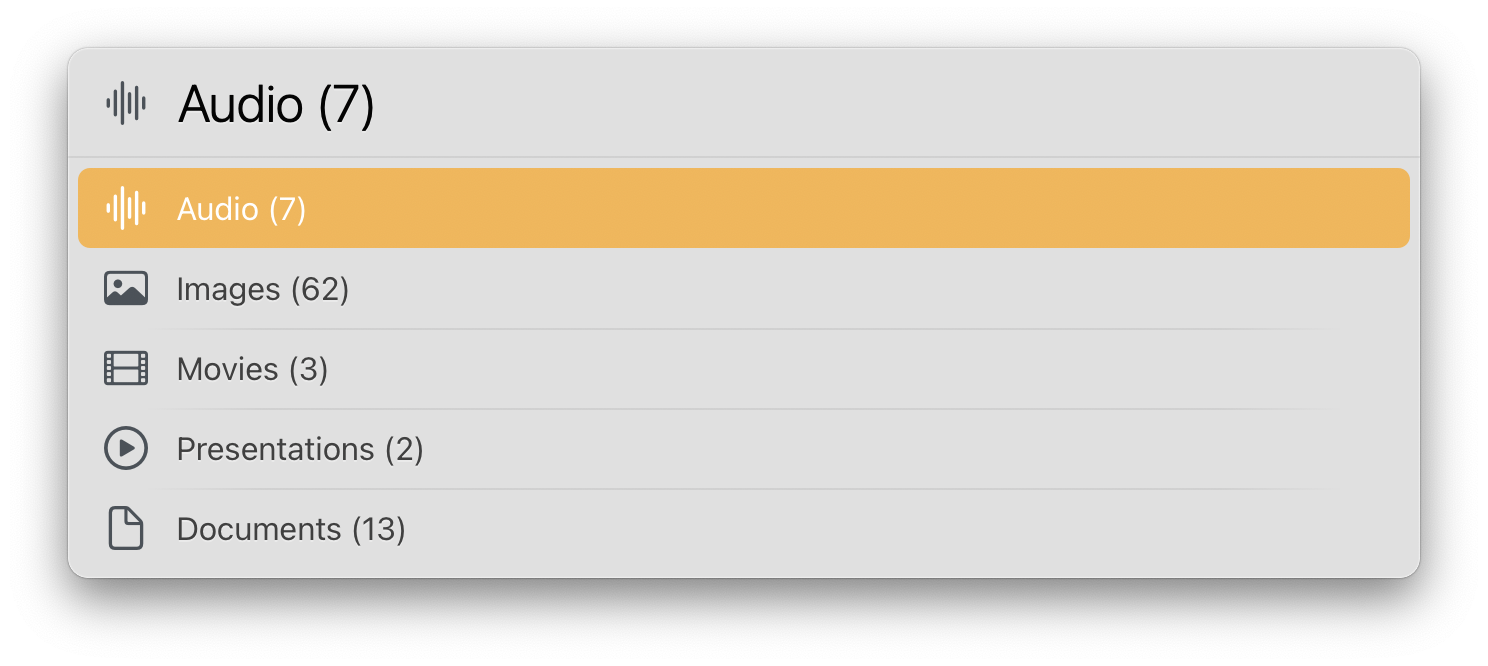 Audio (7)
Audio (7)
Images (62)
Movies (3)
Presentations (2)
Documents (13)